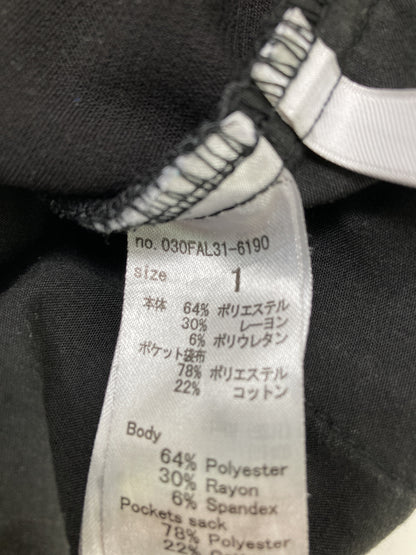 no. 030FAL31-6190
size 1
本体 64% ポリエステル
30% レーヨン
6% ポリウレタン
ポケット袋布
78% ポリエステル
22% コットン
Body
64% Polyester
30% Rayon
6% Spandex
Pockets sack
78% Polyester
22%